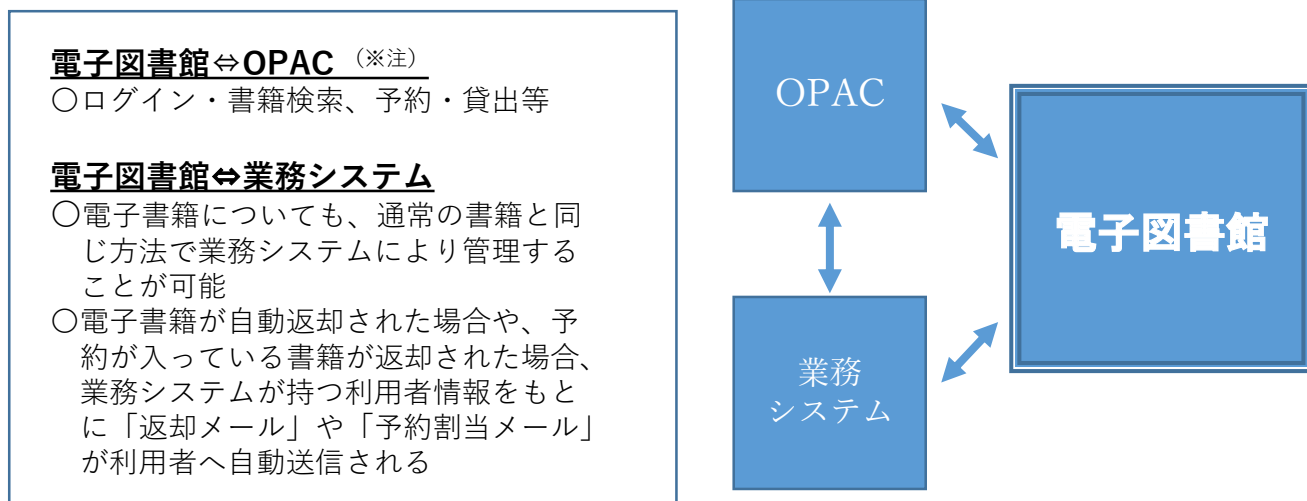 電子図書館⇔OPAC（※注）
〇ログイン・書籍検索、予約・貸出等
電子図書館⇔業務システム
〇電子書籍についても、通常の書籍と同
じ方法で業務システムにより管理する
ことが可能
〇電子書籍が自動返却された場合や、予
約が入っている書籍が返却された場合、
業務システムが持つ利用者情報をもと
に「返却メール」や「予約割当メール」
が利用者へ自動送信される
OPAC
電子図書館
業務
システム